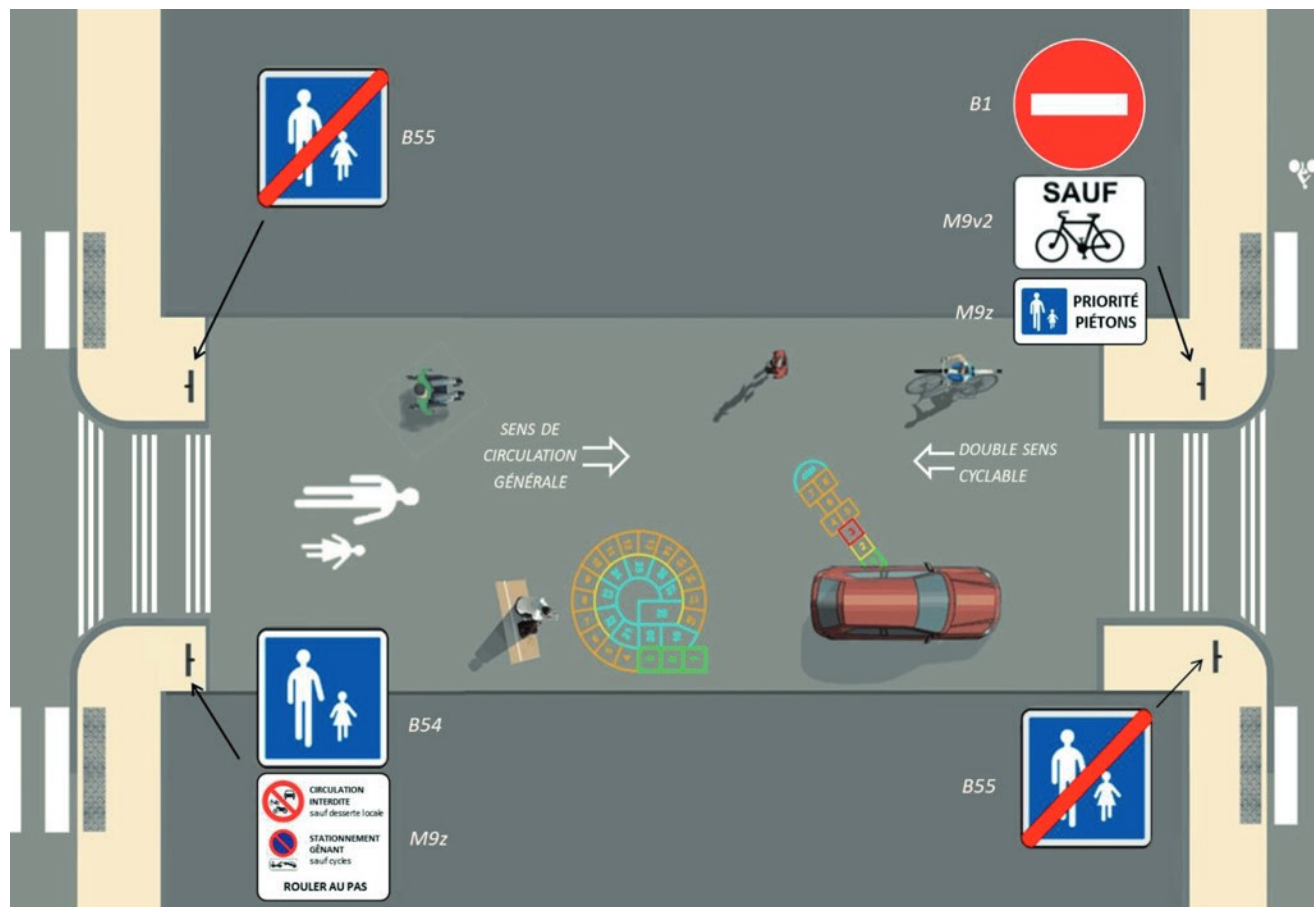 B55
B1
SAUF
M9v2
M9z
PRIORITÉ
PIÉTONS
SENS DE
CIRCULATION
GÉNÉRALE
DOUBLE SENS
CYCLABLE
B54
CIRCULATION
INTERDITE
sauf desserte locale
STATIONNEMENT
GÊNANT
sauf cycles
ROULER AU PAS
M9z
B55